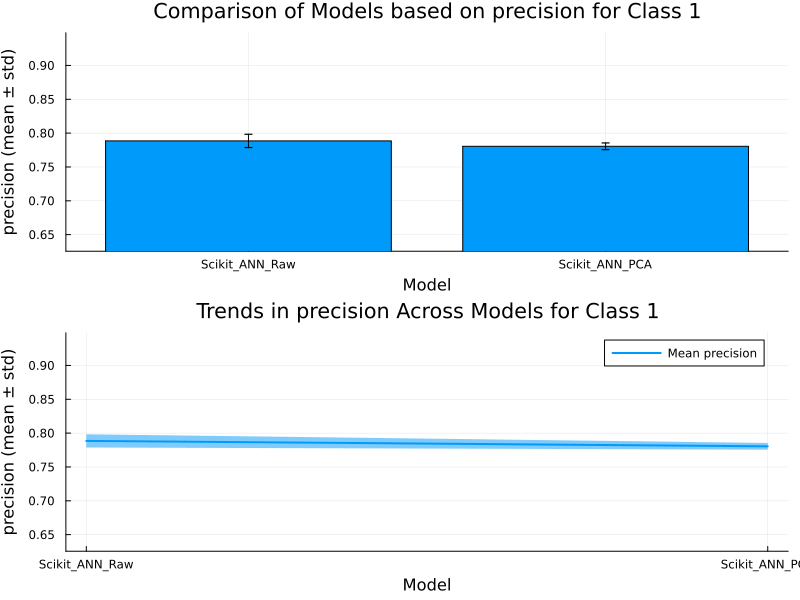 Comparison of Models based on precision for Class 1
precision (mean ± std)
0.90
0.85
0.80
0.75
0.70
0.65
Scikit_ANN_Raw Scikit_ANN_PCA
Model
Trends in precision Across Models for Class 1
precision (mean ± std)
Mean precision
0.90
0.85
0.80
0.75
0.70
0.65
Scikit_ANN_Raw Scikit_ANN_PC
Model